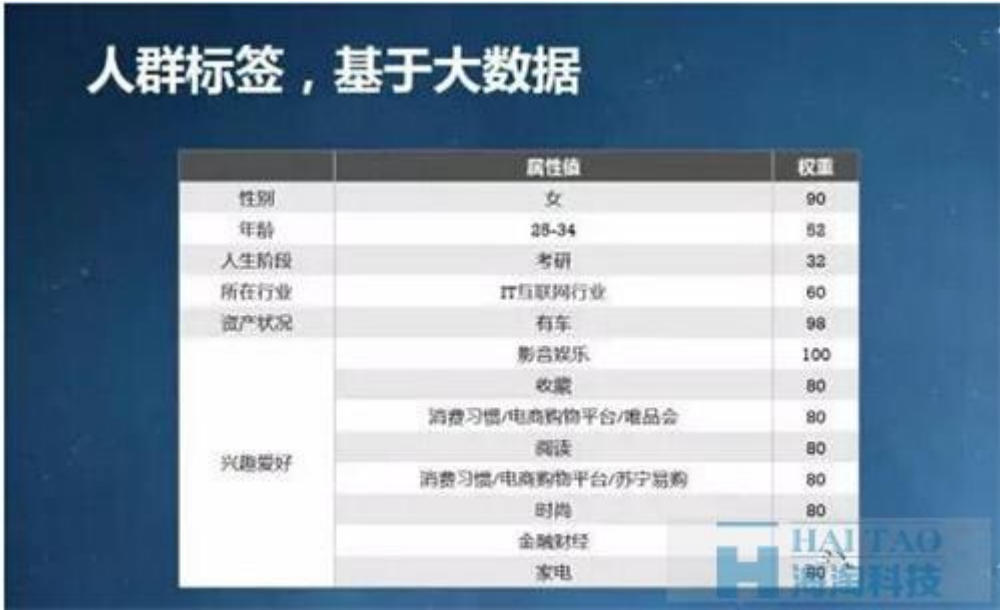 人群标签，基于大数据
属性值 权重
性别 女 90
年龄 25-34 52
人生阶段 考研 32
所在行业 IT互联网行业 60
资产状况 有车 98
影音娱乐 100
收藏 80
消费习惯/电商购物平台/唯品会 80
阅读 80
兴趣爱好
消费习惯/电商购物平台/苏宁易购 80
时尚 80
金融财经
家电 80
HAI TAO
海淘科技